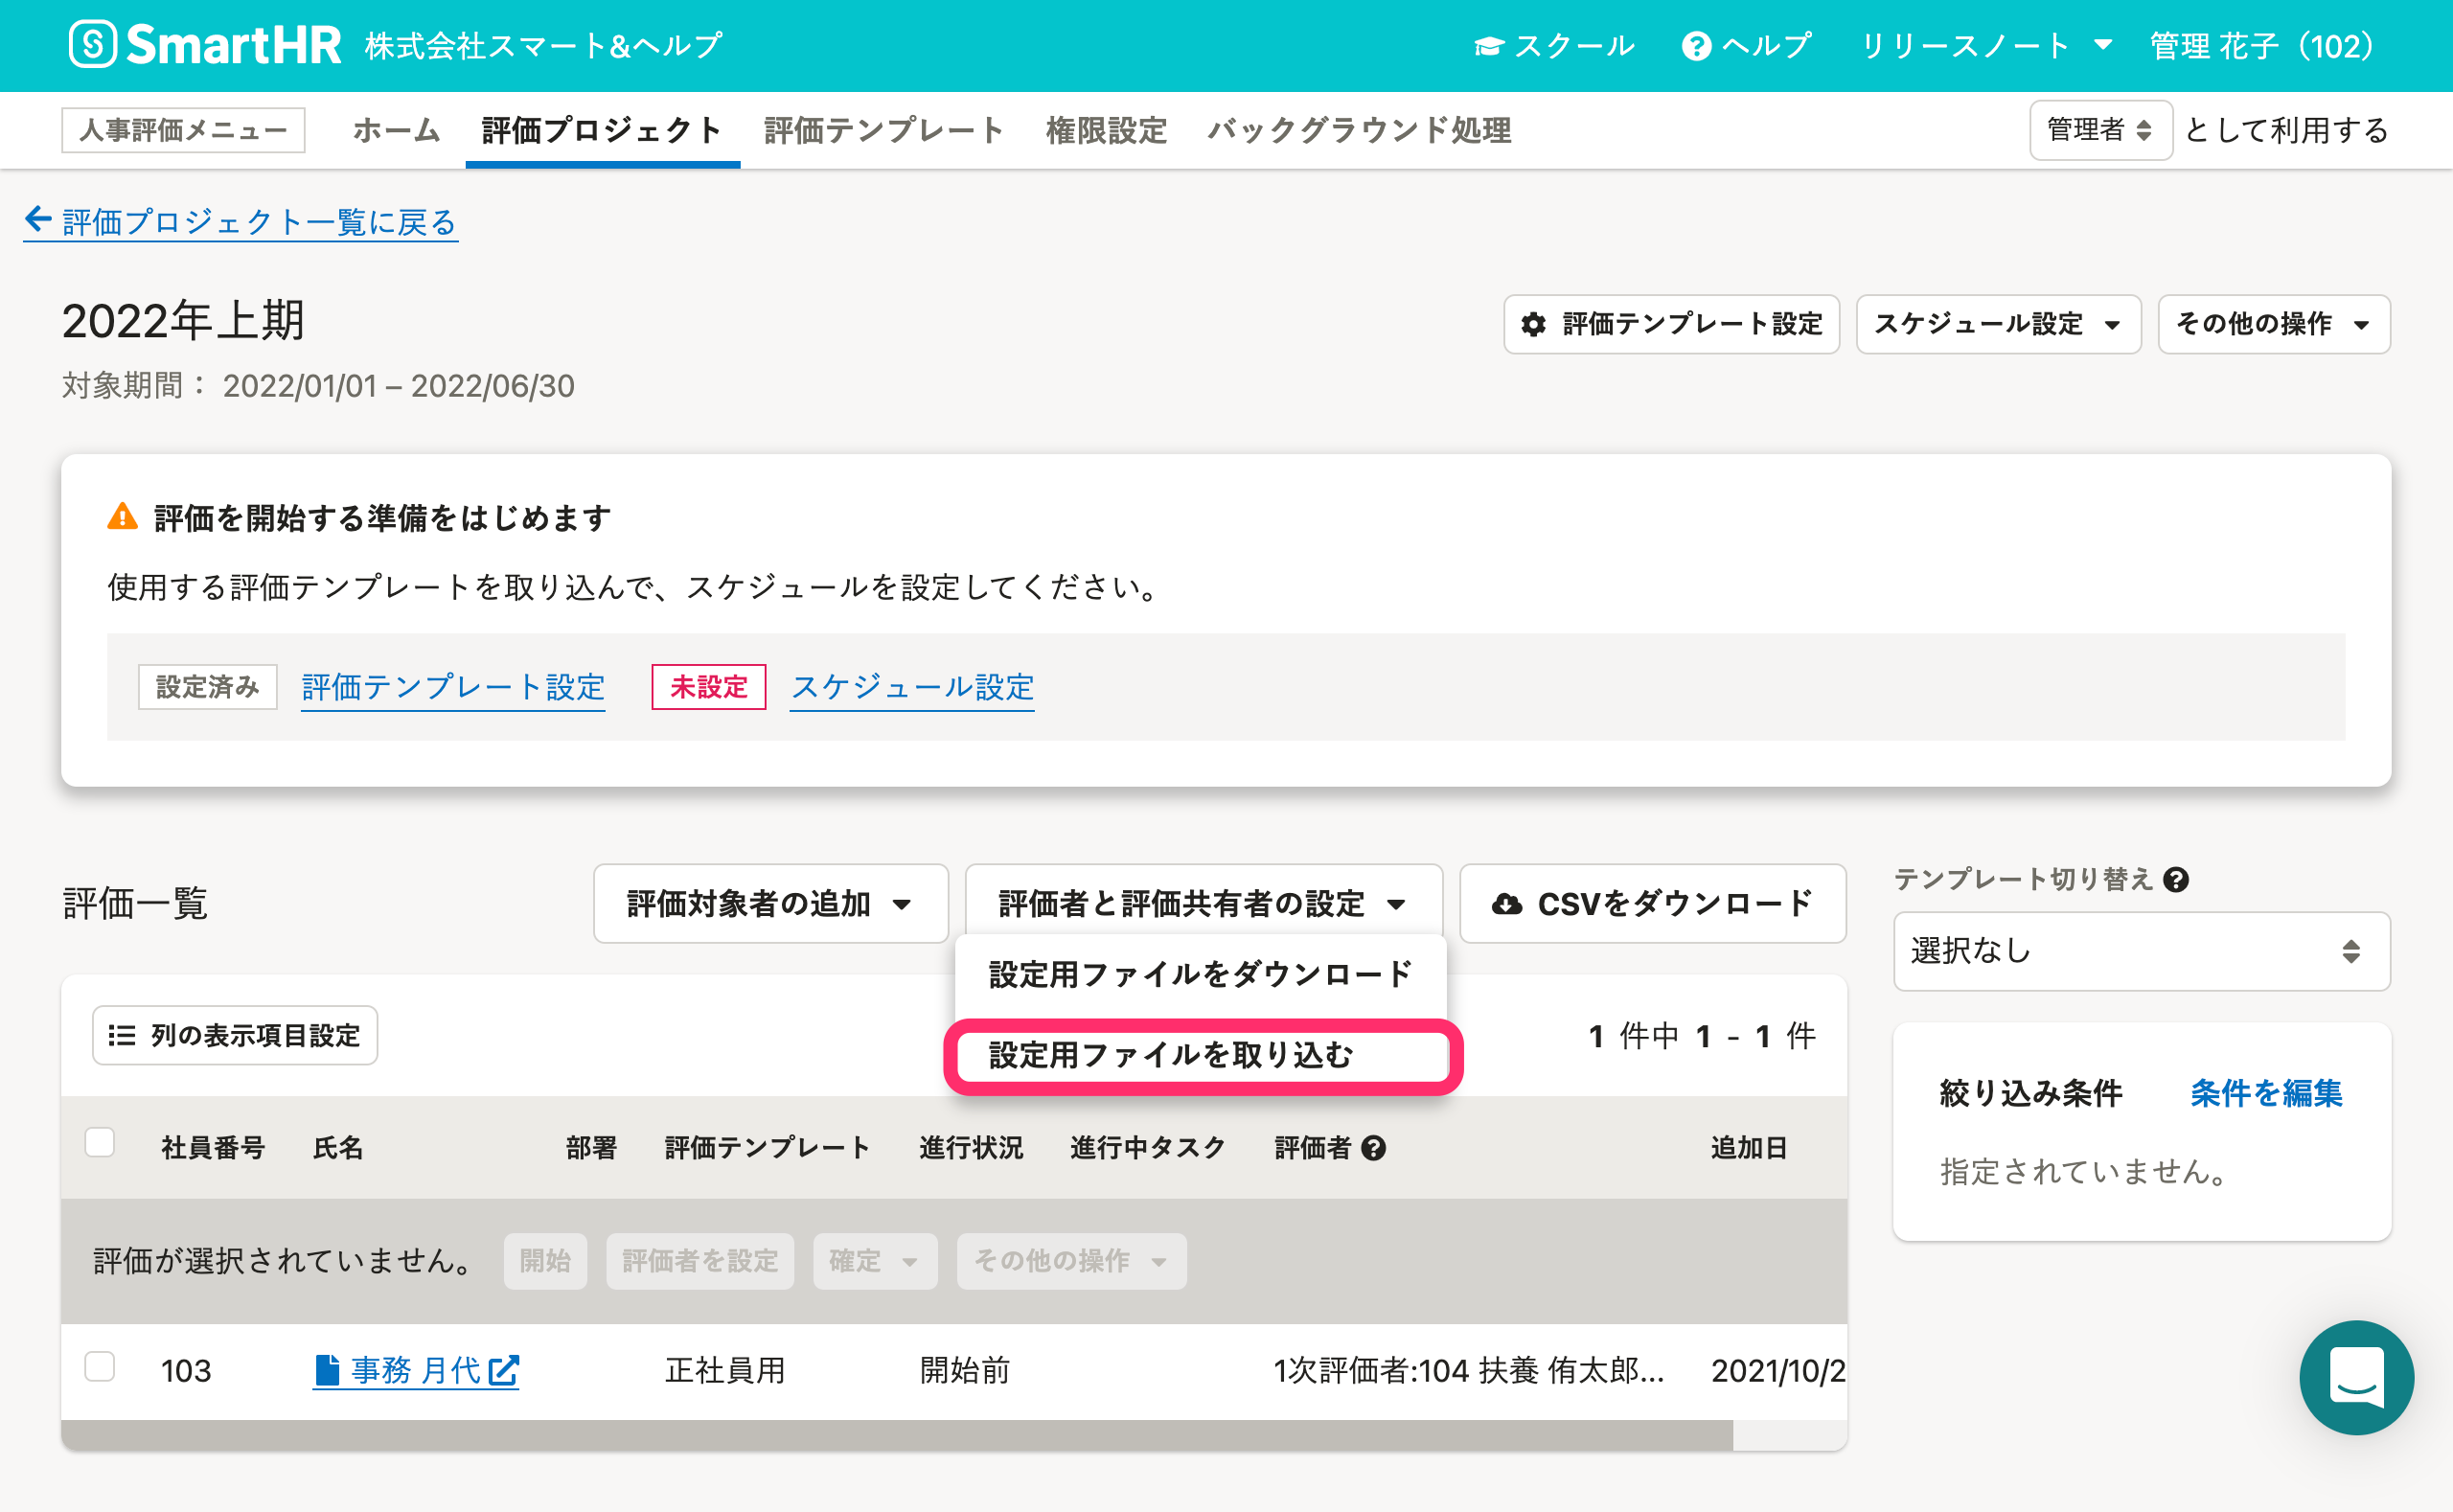 SmartHR 株式会社スマート&ヘルプ スクール ヘルプ リリースノート 管理 花子（102）
人事評価メニュー ホーム 評価プロジェクト 評価テンプレート 権限設定 バックグラウンド処理 管理者 として利用する
評価プロジェクト一覧に戻る
2022年上期 評価テンプレート設定 スケジュール設定 その他の操作
対象期間： 2022/01/01 – 2022/06/30
評価を開始する準備をはじめます
使用する評価テンプレートを取り込んで、スケジュールを設定してください。
設定済み 評価テンプレート設定 未設定 スケジュール設定
評価一覧 評価対象者の追加 評価者と評価共有者の設定 CSVをダウンロード
テンプレート切り替え
選択なし
設定用ファイルをダウンロード
設定用ファイルを取り込む
列の表示項目設定 1 件中 1 - 1 件
絞り込み条件 条件を編集
指定されていません。
社員番号 氏名 部署 評価テンプレート 進行状況 進行中タスク 評価者 追加日
評価が選択されていません。 開始 評価者を設定 確定 その他の操作
103 事務 月代 正社員用 開始前 1次評価者:104 扶養 侑太郎... 2021/10/2